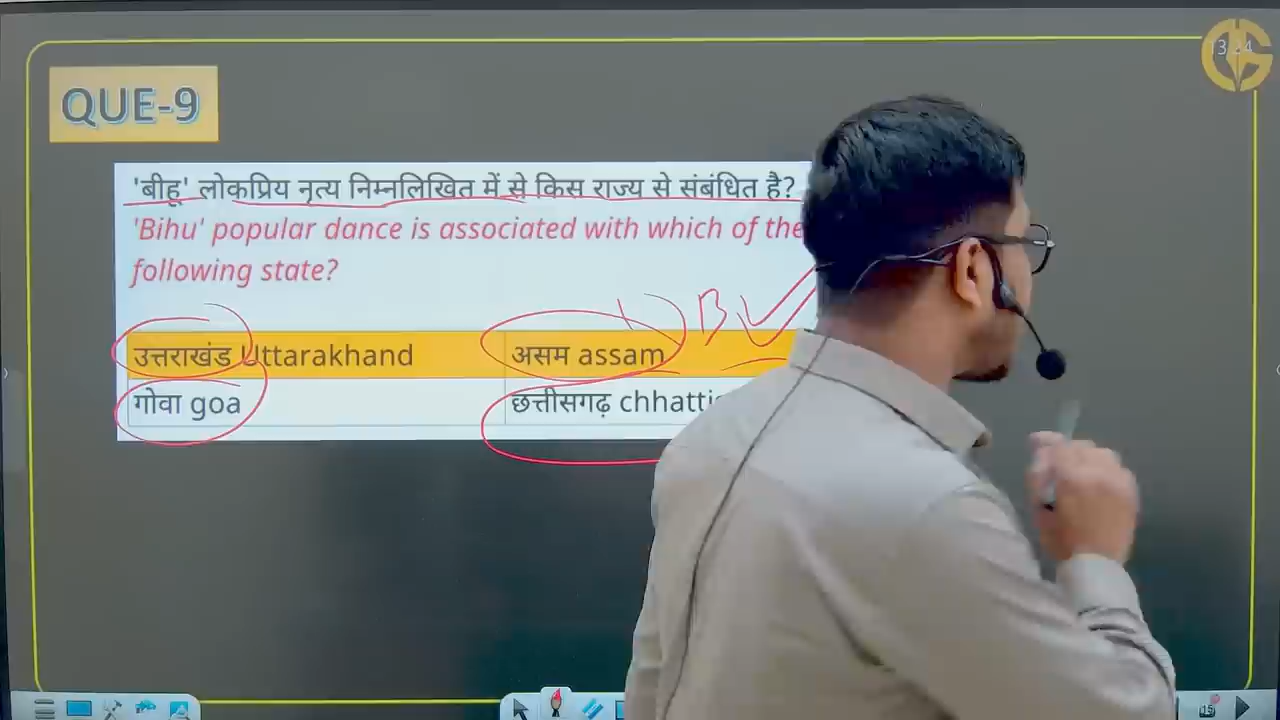 QUE-9
'बीहू' लोकप्रिय नृत्य निम्नलिखित में से किस राज्य से संबंधित है?
'Bihu' popular dance is associated with which of the
following state?
B
उत्तराखंड Uttarakhand असम assam
गोवा goa छत्तीसगढ़